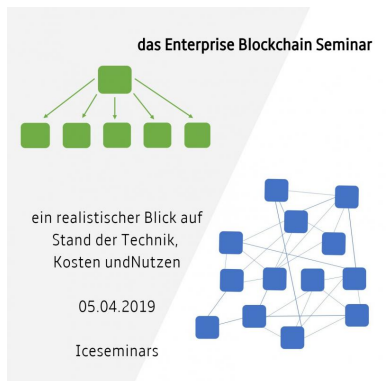 das Enterprise Blockchain Seminar
ein realistischer Blick auf
Stand der Technik,
Kosten undNutzen
05.04.2019
Iceseminars